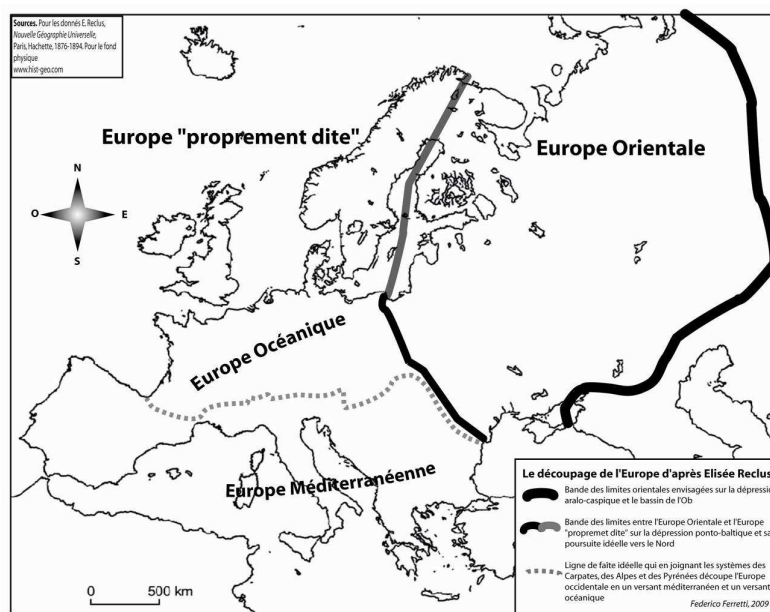 Sources. Pour les donnés E. Reclus,
Nouvelle Géographie Universelle,
Paris, Hachette, 1876-1894. Pour le fond
physique
www.hist-geo.com
Europe "proprement dite"
Europe Orientale
N
O
E
S
Europe Océanique
Europe Méditerranéenne
Le découpage de l'Europe d'après Elisée Reclus
Bande des limites orientales envisagées sur la dépressio
aralo-caspique et le bassin de l'Ob
Bande des limites entre l'Europe Orientale et l'Europe
"propremet dite" sur la dépression ponto-baltique et sa
poursuite idéelle vers le Nord
Ligne de faîte idéelle qui en joignant les systèmes des
Carpates, des Alpes et des Pyrénées découpe l'Europe
occidentale en un versant méditerranéen et un versant
océanique
Federico Ferretti, 2009
0 500 km